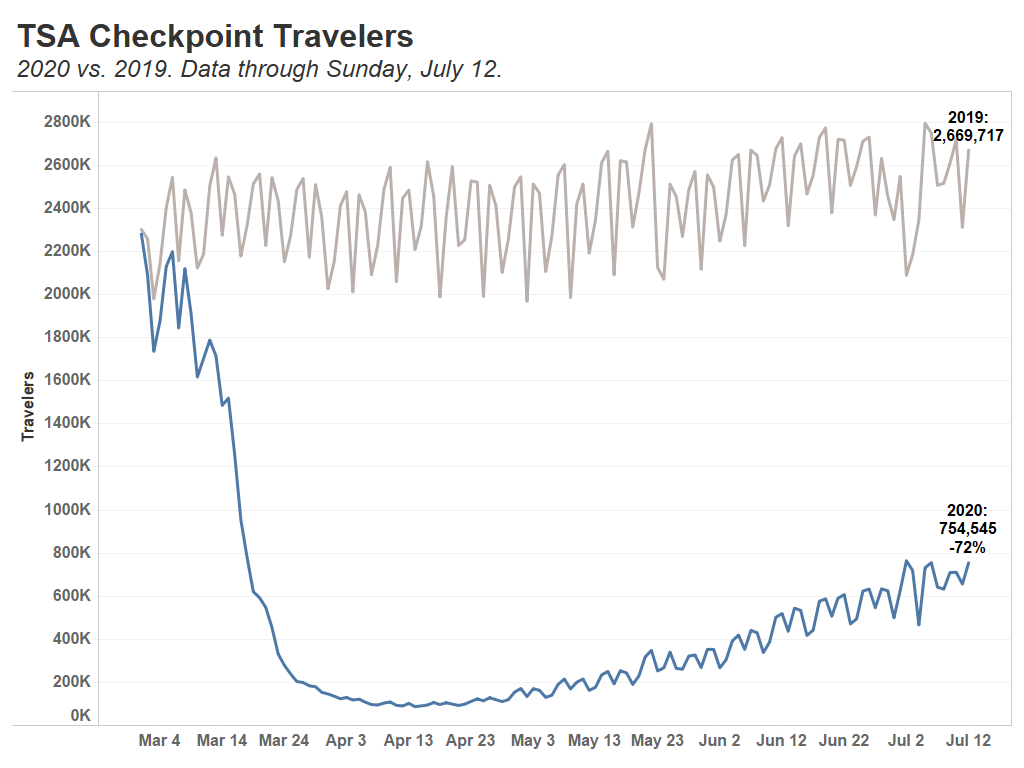 TSA Checkpoint Travelers
2020 vs. 2019. Data through Sunday, July 12.
2019:
2,669,717
2800K
2600K
2400K
2200K
2000K
1800K
1600K
1400K
1200K
1000K
800K
600K
400K
200K
0K
Travelers
2020:
754,545
-72%
Mar 4 Mar 14 Mar 24 Apr 3 Apr 13 Apr 23 May 3 May 13 May 23 Jun 2 Jun 12 Jun 22 Jul 2 Jul 12